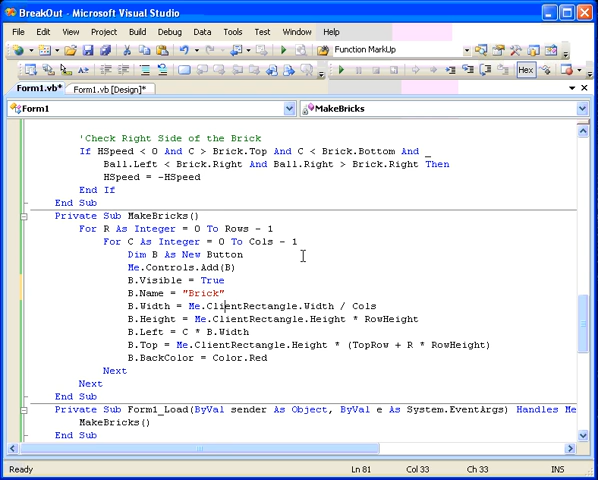 BreakOut - Microsoft Visual Studio
File Edit View Project Build Debug Data Tools Test Window Help
Function MarkUp
Hex
Form1.vb* Form1.vb [Design]*
Form1 MakeBricks
'Check Right Side of the Brick
If HSpeed < 0 And C > Brick.Top And C < Brick.Bottom And _
Ball.Left < Brick.Right And Ball.Right > Brick.Right Then
HSpeed = -HSpeed
End If
End Sub
Private Sub MakeBricks()
For R As Integer = 0 To Rows - 1
For C As Integer = 0 To Cols - 1
Dim B As New Button
Me.Controls.Add(B)
B.Visible = True
B.Name = "Brick"
B.Width = Me.ClientRectangle.Width / Cols
B.Height = Me.ClientRectangle.Height * RowHeight
B.Left = C * B.Width
B.Top = Me.ClientRectangle.Height * (TopRow + R * RowHeight)
B.BackColor = Color.Red
Next
Next
End Sub
Private Sub Form1_Load(ByVal sender As Object, ByVal e As System.EventArgs) Handles Me
MakeBricks()
End Sub
Ready Ln 81 Col 33 Ch 33 INS